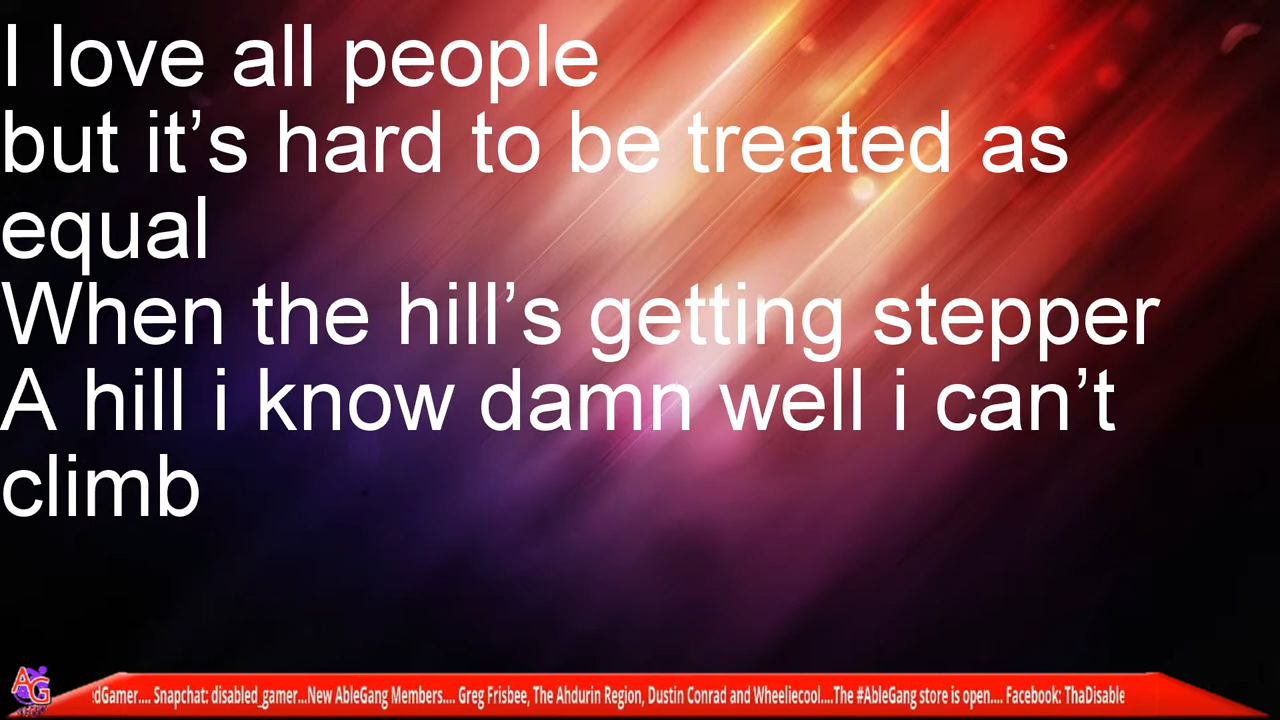 I love all people
but it’s hard to be treated as
equal
When the hill’s getting stepper
A hill i know damn well i can’t
climb
AG
dGamer.... Snapchat: disabled_gamer...New AbleGang Members.... Greg Frisbee, The Ahdurin Region, Dustin Conrad and Wheeliecool....The #AbleGang store is open.... Facebook: ThaDisable